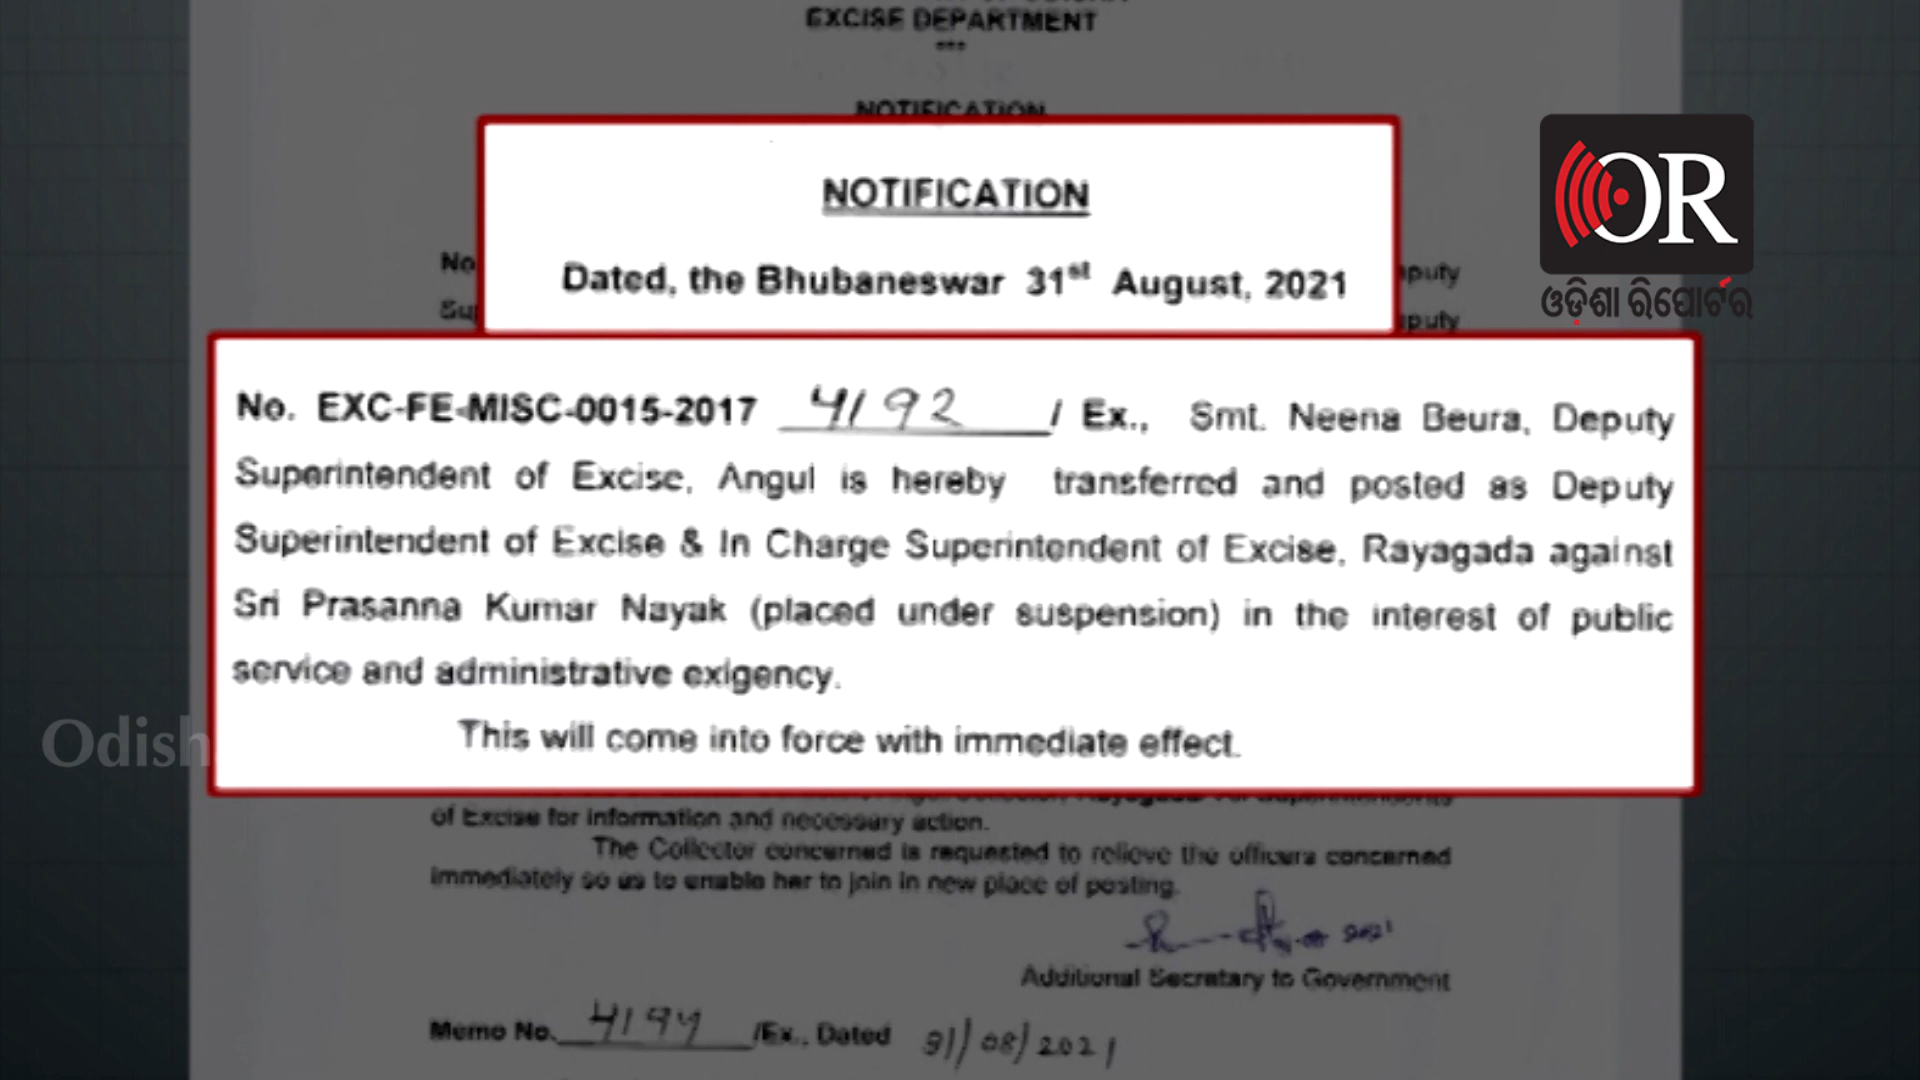 EXCISE DEPARTMENT
***
NOTIFICATION
OR
ଓଡ଼ିଶା ରିପୋର୍ଟର
NOTIFICATION
Dated, the Bhubaneswar 31st August, 2021
No
puty
Su
puty
No. EXC-FE-MISC-0015-2017 4192 / Ex., Smt. Neena Beura, Deputy
Superintendent of Excise, Angul is hereby transferred and posted as Deputy
Superintendent of Excise & In Charge Superintendent of Excise, Rayagada against
Sri Prasanna Kumar Nayak (placed under suspension) in the interest of public
service and administrative exigency.
This will come into force with immediate effect.
Odish
of Excise for information and necessary action.
The Collector concerned is requested to relieve the officers concerned
immediately so as to enable her to join in new place of posting.
2021
Additional Secretary to Government
Memo No. 4194 /Ex., Dated 31/08/2021